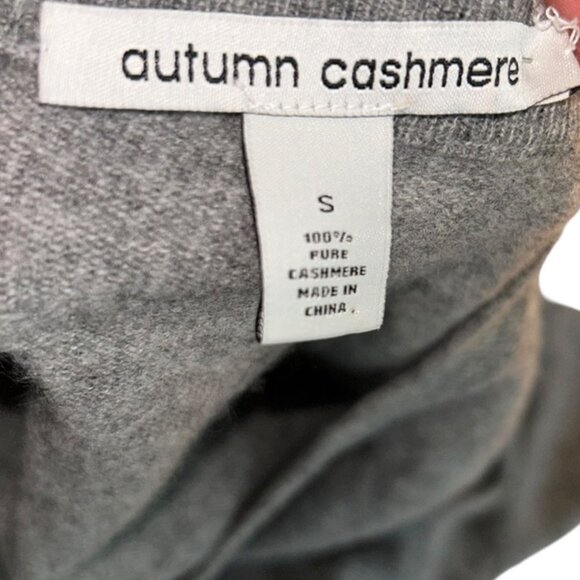 autumn cashmere
S
100%
PURE
CASHMERE
MADE IN
CHINA.